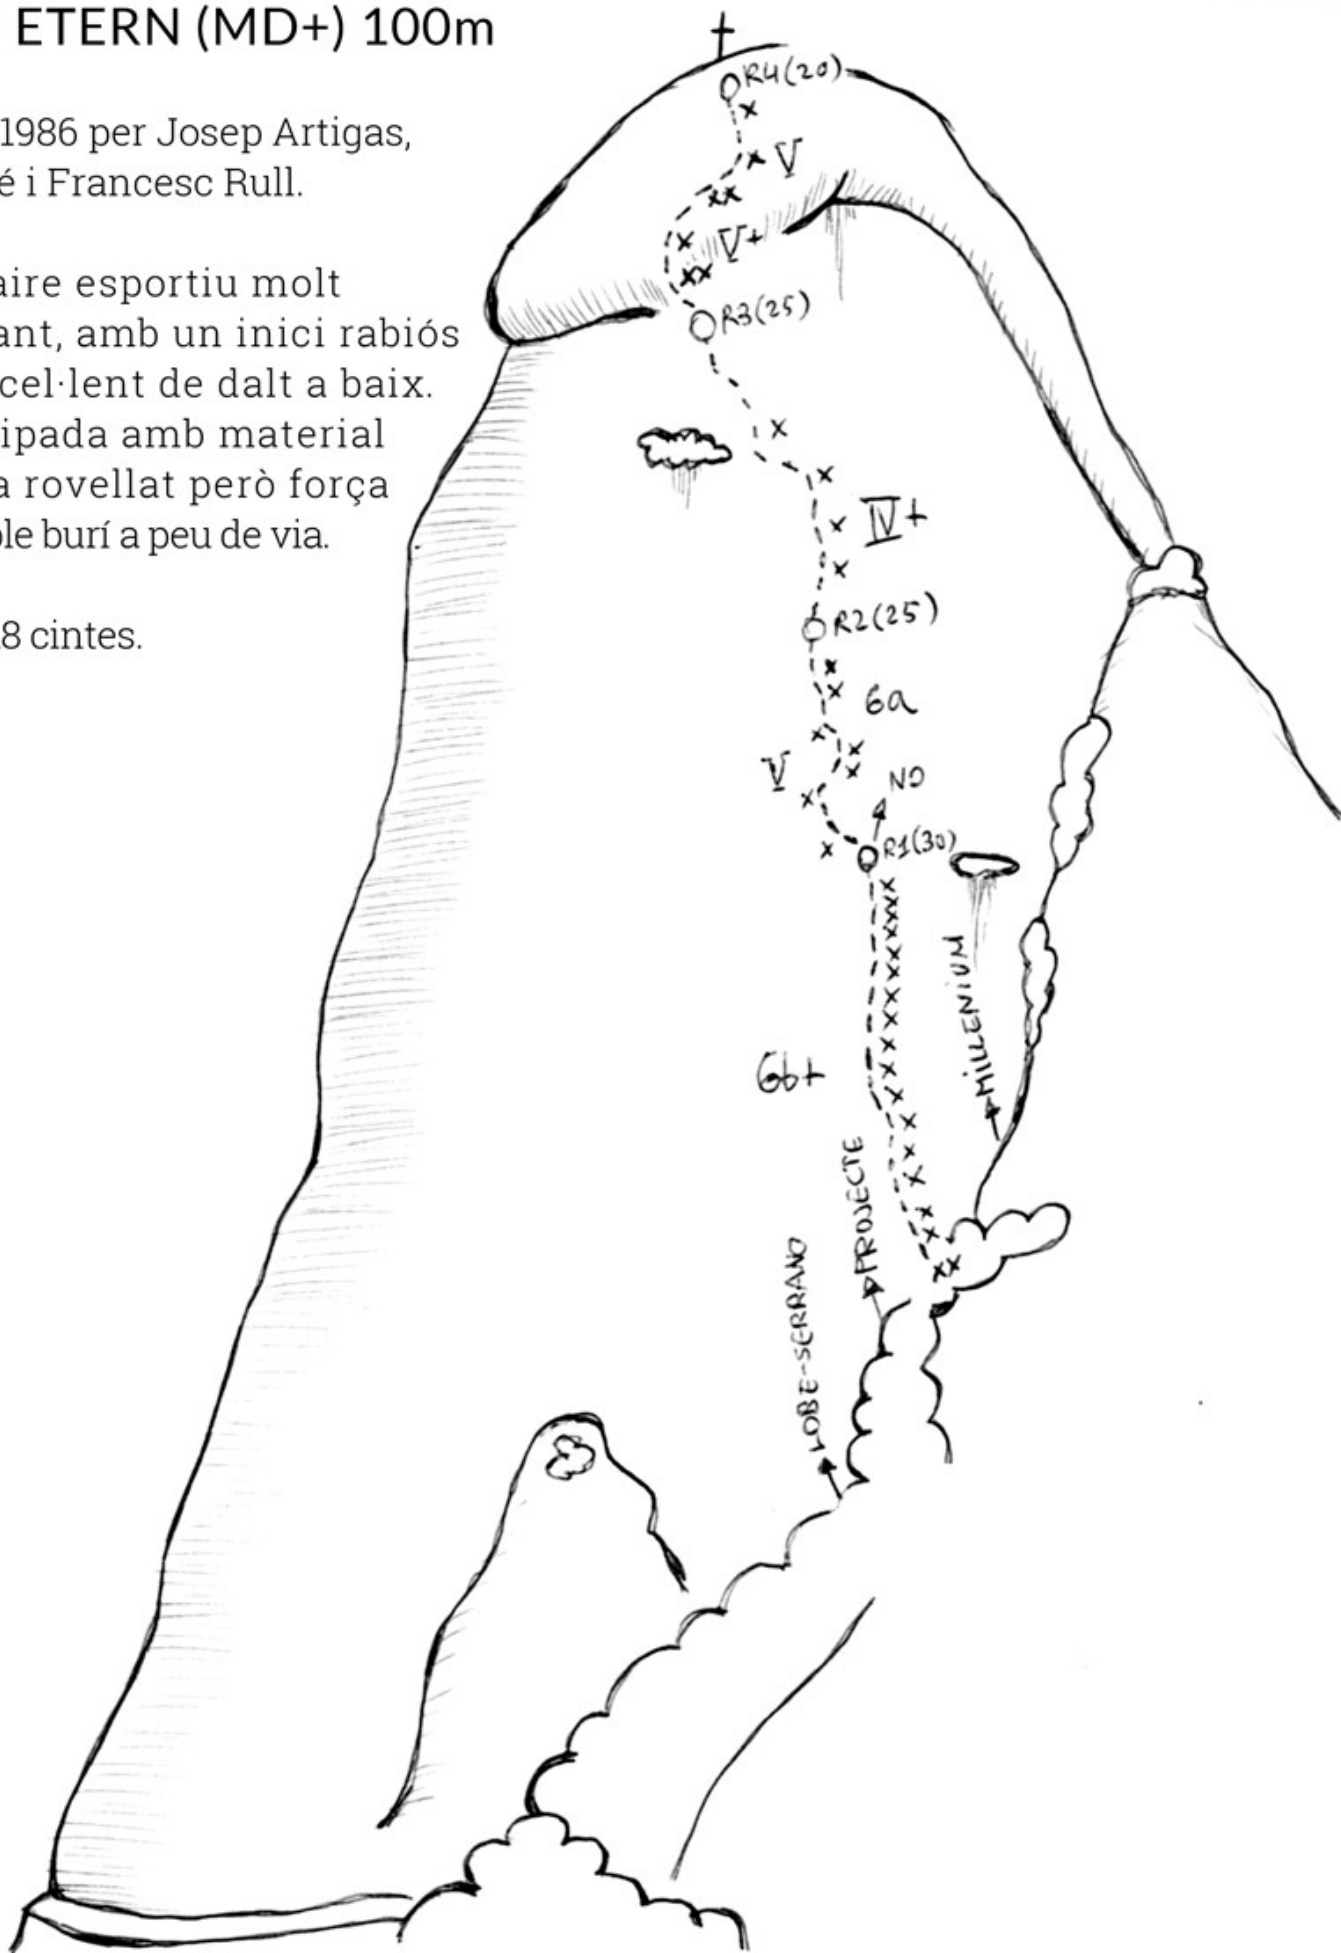 ETERN (MD+) 100m
1986 per Josep Artigas,
é i Francesc Rull.
aire esportiu molt
ant, amb un inici rabiós
cel·lent de dalt a baix.
ipada amb material
a rovellat però força
ble burí a peu de via.
8 cintes.
R4(20)
V
V+
R3(25)
IV+
R2(25)
6a
V
NO
R1(30)
MILLENIUM
6b+
PROJECTE
LOBE-SERRANO